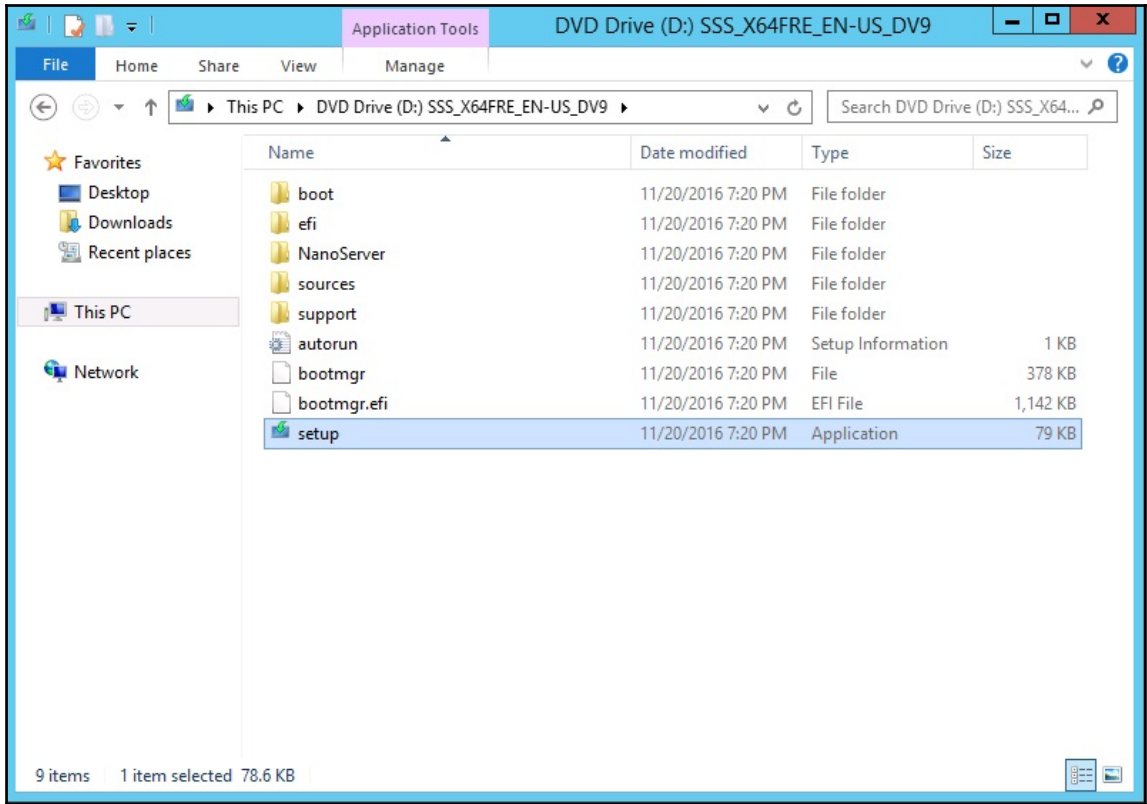 Application Tools DVD Drive (D:) SSS_X64FRE_EN-US_DV9
File Home Share View Manage
This PC DVD Drive (D:) SSS_X64FRE_EN-US_DV9 Search DVD Drive (D:) SSS_X64...
Favorites
Desktop
Downloads
Recent places
This PC
Network
Name Date modified Type Size
boot 11/20/2016 7:20 PM File folder
efi 11/20/2016 7:20 PM File folder
NanoServer 11/20/2016 7:20 PM File folder
sources 11/20/2016 7:20 PM File folder
support 11/20/2016 7:20 PM File folder
autorun 11/20/2016 7:20 PM Setup Information 1 KB
bootmgr 11/20/2016 7:20 PM File 378 KB
bootmgr.efi 11/20/2016 7:20 PM EFI File 1,142 KB
setup 11/20/2016 7:20 PM Application 79 KB
9 items 1 item selected 78.6 KB